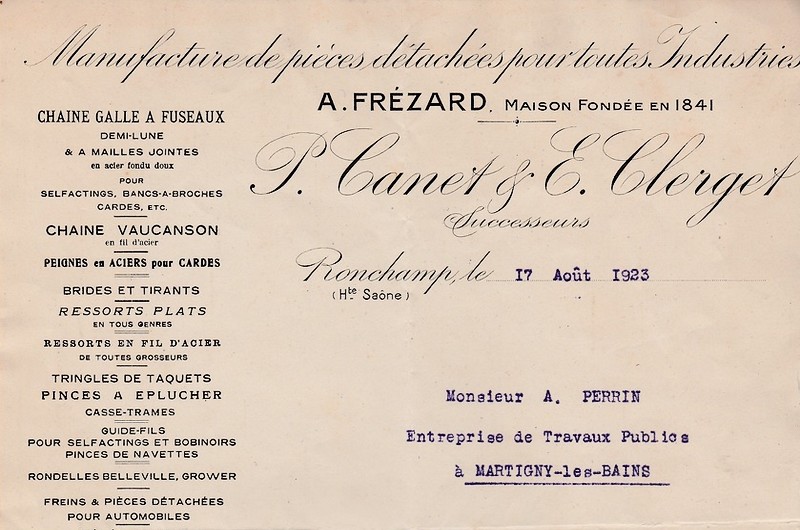 Manufacture de pièces détachées pour toutes Industries
A. FRÉZARD. MAISON FONDÉE EN 1841
P. Canet & E. Clerget
Successeurs
Ronchamp, le 17 Août 1923
(Hte Saône)
CHAINE GALLE A FUSEAUX
DEMI-LUNE
& A MAILLES JOINTES
en acier fondu doux
POUR
SELFACTINGS, BANCS-A-BROCHES
CARDES, ETC.
CHAINE VAUCANSON
en fil d'acier
PEIGNES en ACIERS pour CARDES
BRIDES ET TIRANTS
RESSORTS PLATS
EN TOUS GENRES
RESSORTS EN FIL D'ACIER
DE TOUTES GROSSEURS
TRINGLES DE TAQUETS
PINCES A EPLUCHER
CASSE-TRAMES
GUIDE-FILS
POUR SELFACTINGS ET BOBINOIRS
PINCES DE NAVETTES
RONDELLES BELLEVILLE, GROWER
FREINS & PIÈCES DÉTACHÉES
POUR AUTOMOBILES
Monsieur A. PERRIN
Entreprise de Travaux Publics
à MARTIGNY-les-BAINS